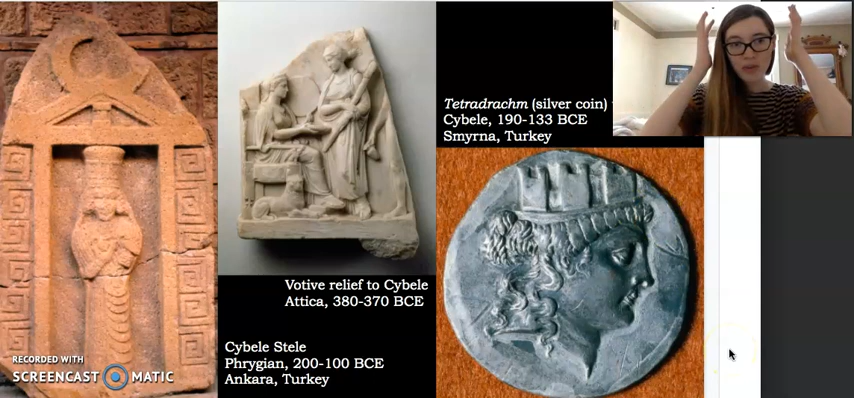 Tetradrachm (silver coin)
Cybele, 190-133 BCE
Smyrna, Turkey
Votive relief to Cybele
Attica, 380-370 BCE
Cybele Stele
Phrygian, 200-100 BCE
Ankara, Turkey
RECORDED WITH
SCREENCAST MATIC